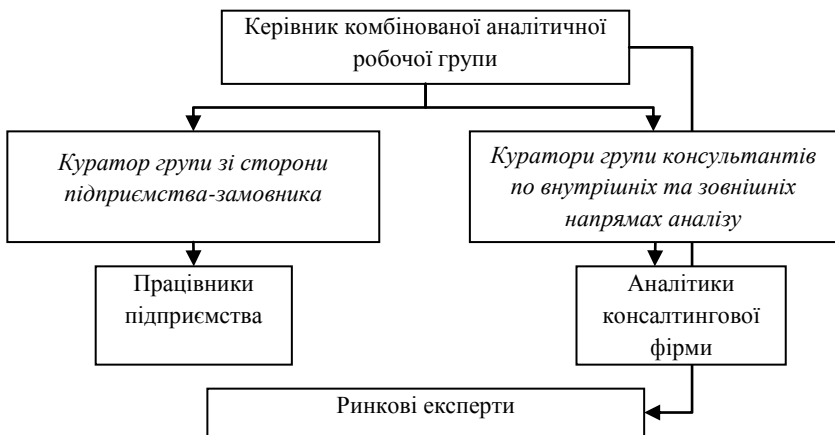 Керівник комбінованої аналітичної
робочої групи
Куратор групи зі сторони
підприємства-замовника
Куратори групи консультантів
по внутрішніх та зовнішніх
напрямах аналізу
Працівники
підприємства
Аналітики
консалтингової
фірми
Ринкові експерти